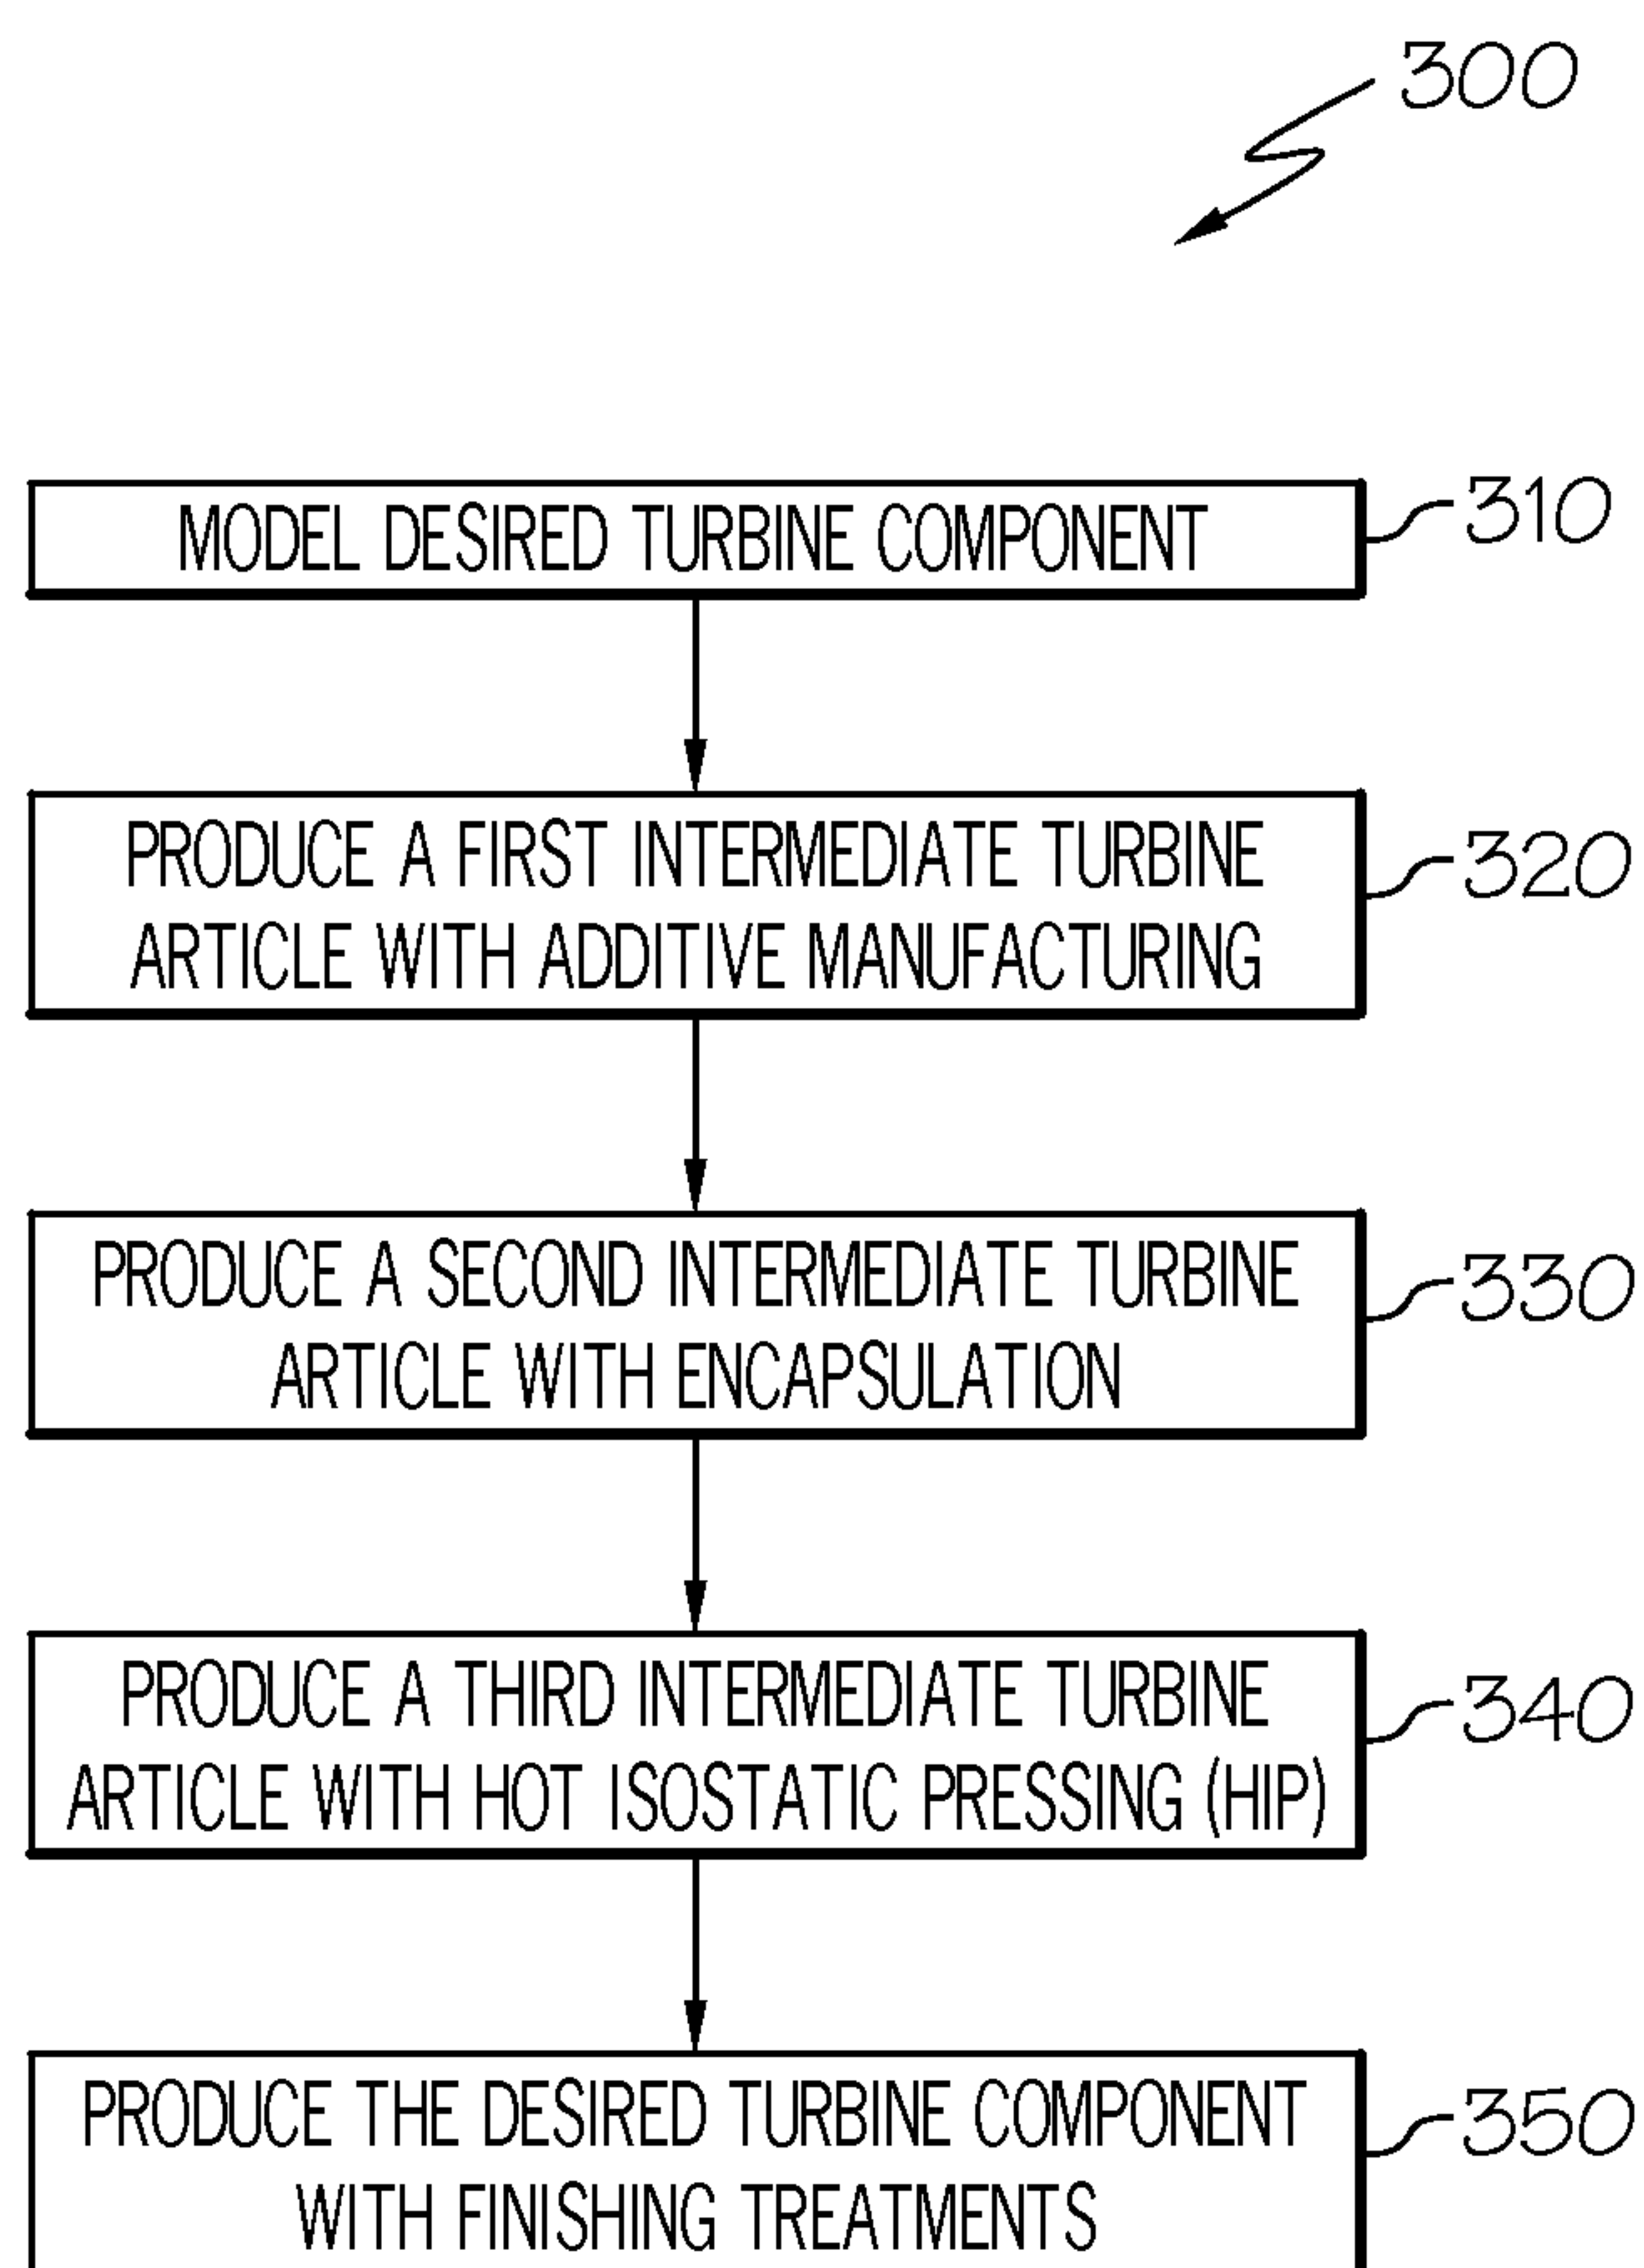 300
MODEL DESIRED TURBINE COMPONENT
310
PRODUCE A FIRST INTERMEDIATE TURBINE
ARTICLE WITH ADDITIVE MANUFACTURING
320
PRODUCE A SECOND INTERMEDIATE TURBINE
ARTICLE WITH ENCAPSULATION
330
PRODUCE A THIRD INTERMEDIATE TURBINE
ARTICLE WITH HOT ISOSTATIC PRESSING (HIP)
340
PRODUCE THE DESIRED TURBINE COMPONENT
WITH FINISHING TREATMENTS
350